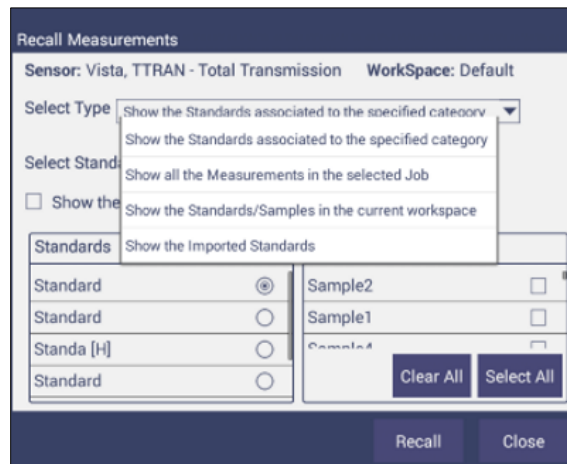 Recall Measurements
Sensor: Vista, TTRAN - Total Transmission WorkSpace: Default
Select Type Show the Standards associated to the specified category
Show the Standards associated to the specified category
Select Standa
Show all the Measurements in the selected Job
Show the
Show the Standards/Samples in the current workspace
Standards
Show the Imported Standards
Standard
Sample2
Standard
Sample1
Standa [H]
Sample4
Standard
Clear All
Select All
Recall
Close